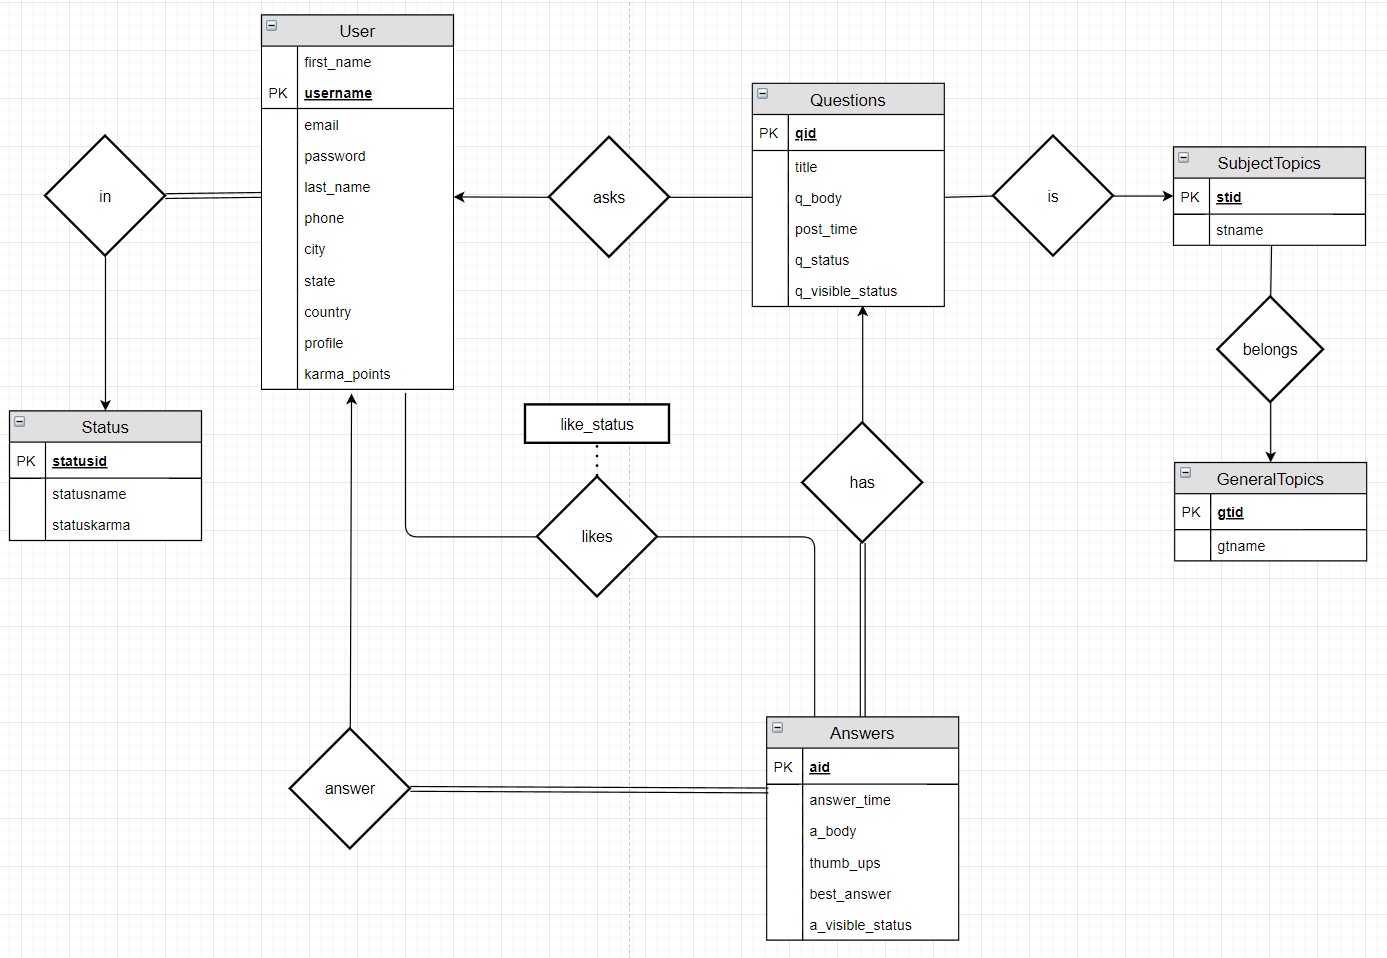 User
first_name
PK username
email
password
last_name
phone
city
state
country
profile
karma_points
in
Status
PK statusid
statusname
statuskarma
asks
Questions
PK qid
title
q_body
post_time
q_status
q_visible_status
is
SubjectTopics
PK stid
stname
belongs
GeneralTopics
PK gtid
gtname
like_status
likes
has
answer
Answers
PK aid
answer_time
a_body
thumb_ups
best_answer
a_visible_status